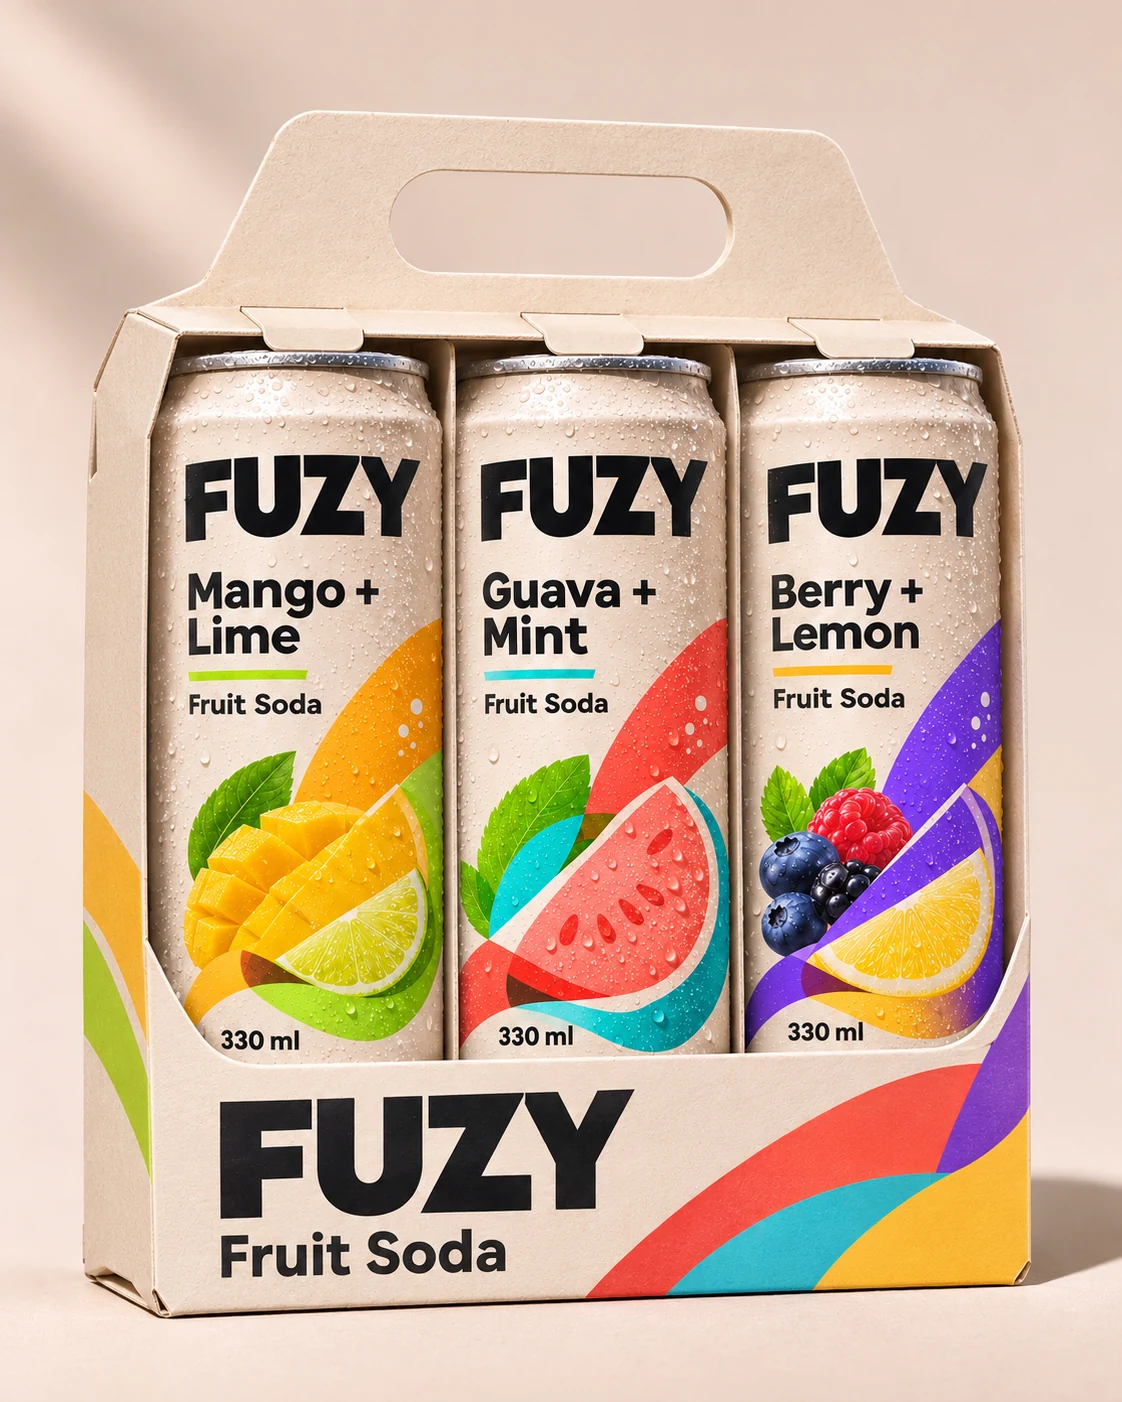 FUZY
Mango +
Lime
Fruit Soda
330 ml
FUZY
Guava +
Mint
Fruit Soda
330 ml
FUZY
Berry +
Lemon
Fruit Soda
330 ml
FUZY
Fruit Soda